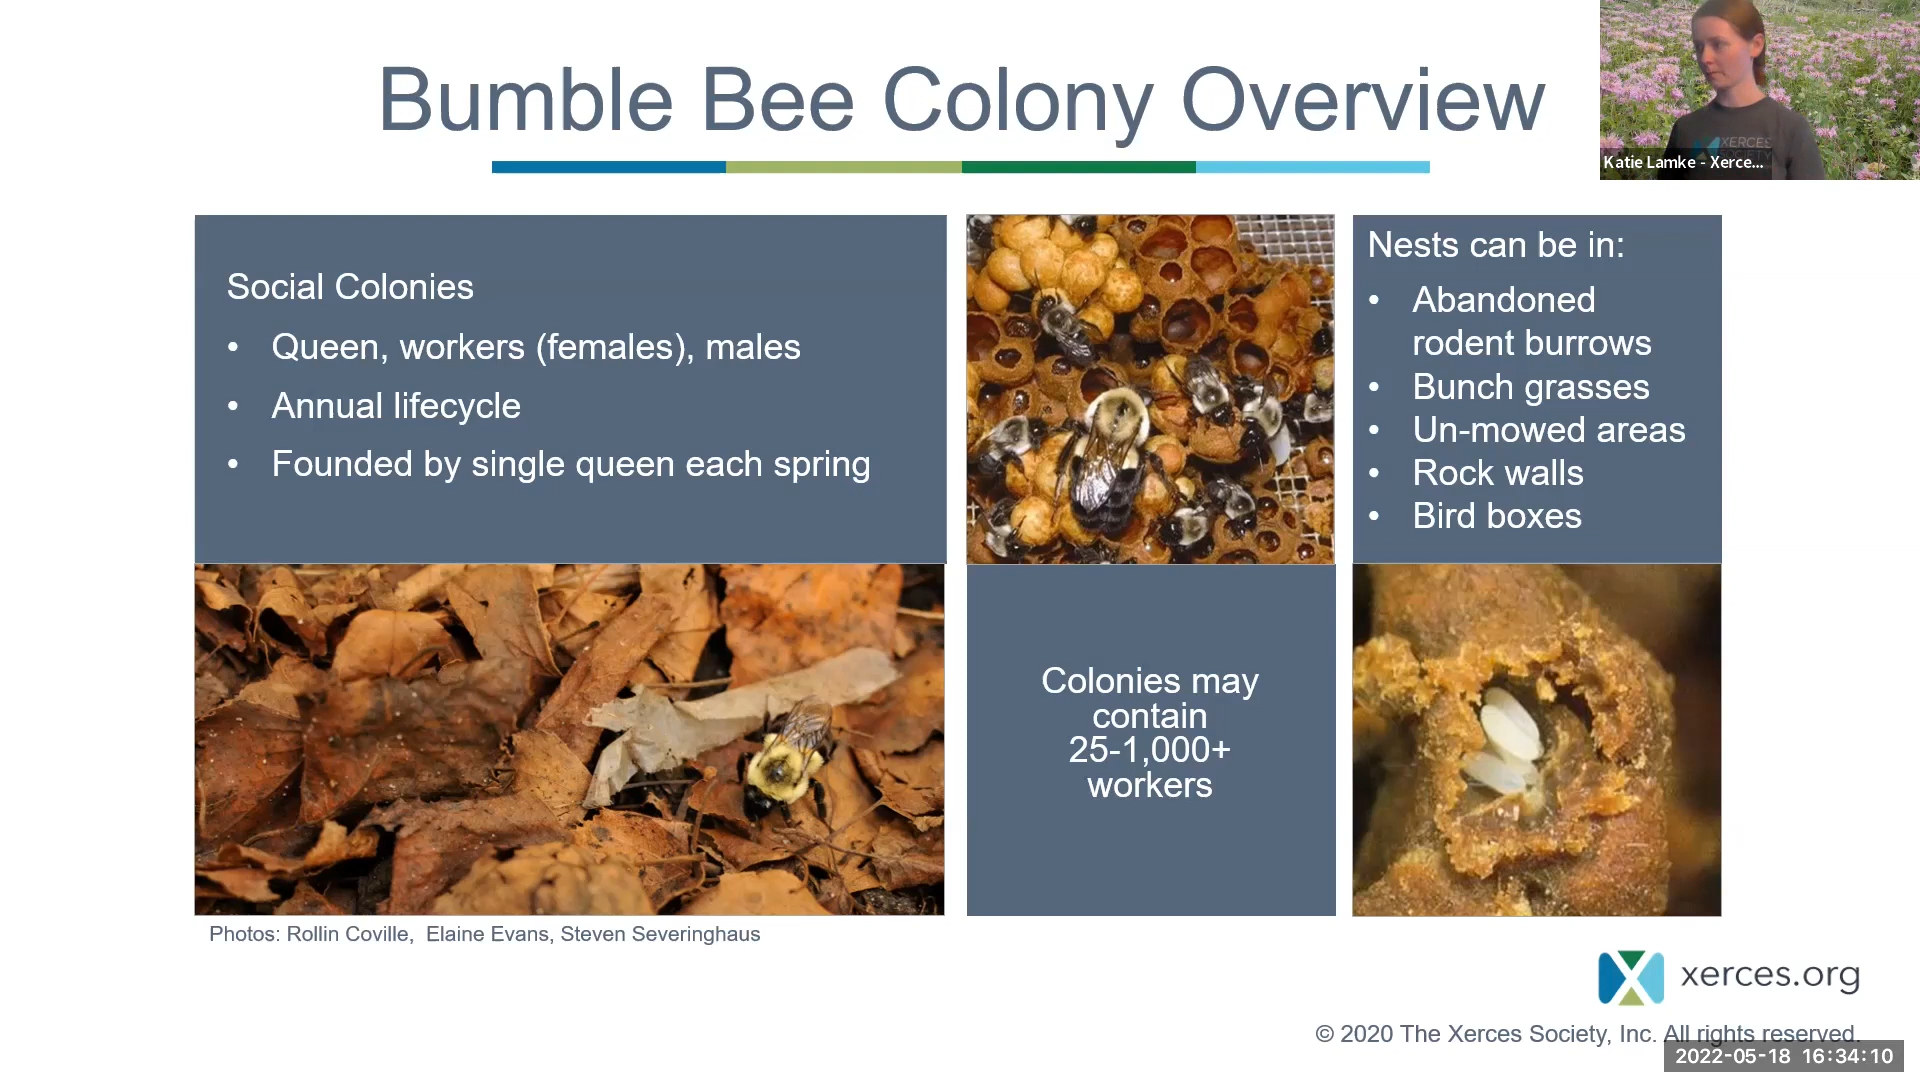 Bumble Bee Colony Overview
XERCES
SOCIETY
Katie Lamke - Xerce...
Social Colonies
• Queen, workers (females), males
• Annual lifecycle
• Founded by single queen each spring
Nests can be in:
• Abandoned
rodent burrows
• Bunch grasses
• Un-mowed areas
• Rock walls
• Bird boxes
Colonies may
contain
25-1,000+
workers
Photos: Rollin Coville, Elaine Evans, Steven Severinghaus
xerces.org
© 2020 The Xerces Society, Inc. All rights reserved.
2022-05-18 16:34:10